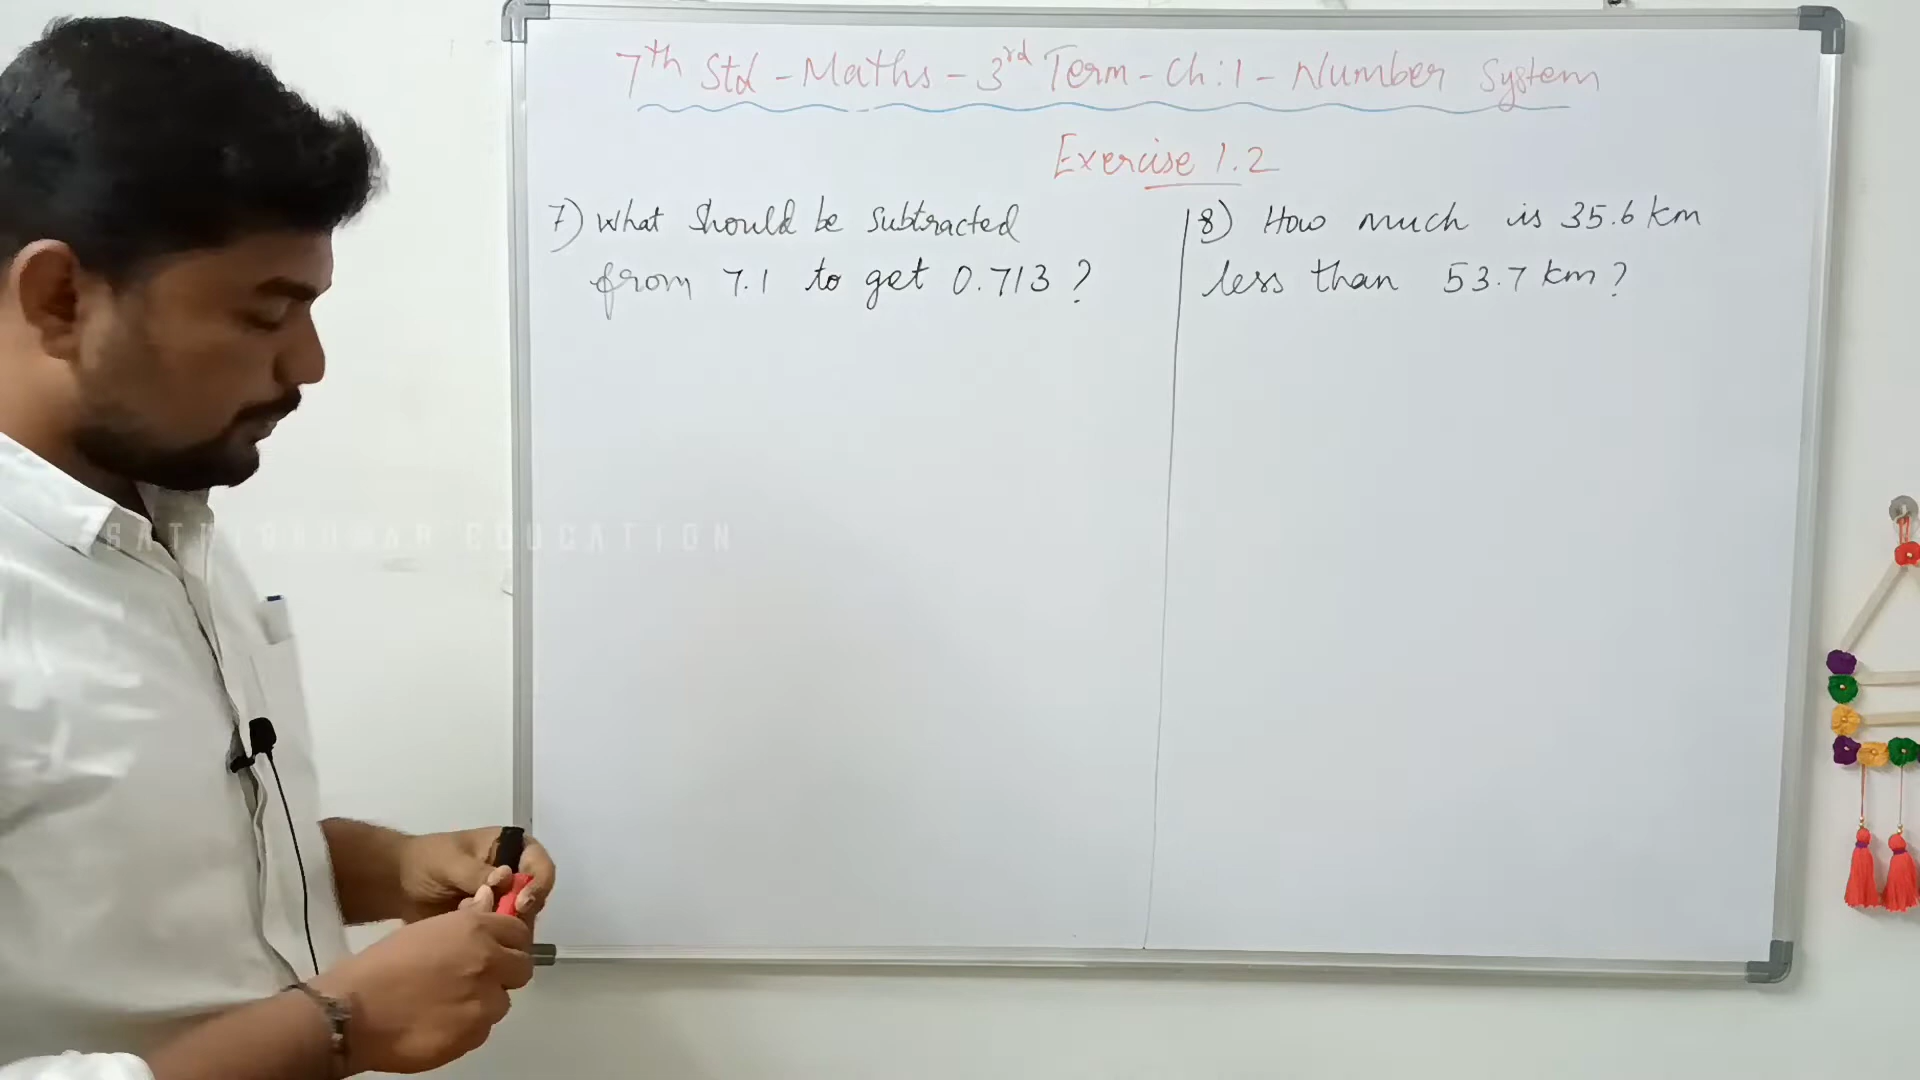 7th Std - Maths - 3rd Term - Ch:1 - Number System
Exercise 1.2
7) What should be subtracted
from 7.1 to get 0.713 ?
8) How much is 35.6 km
less than 53.7 km ?
EDUCATION